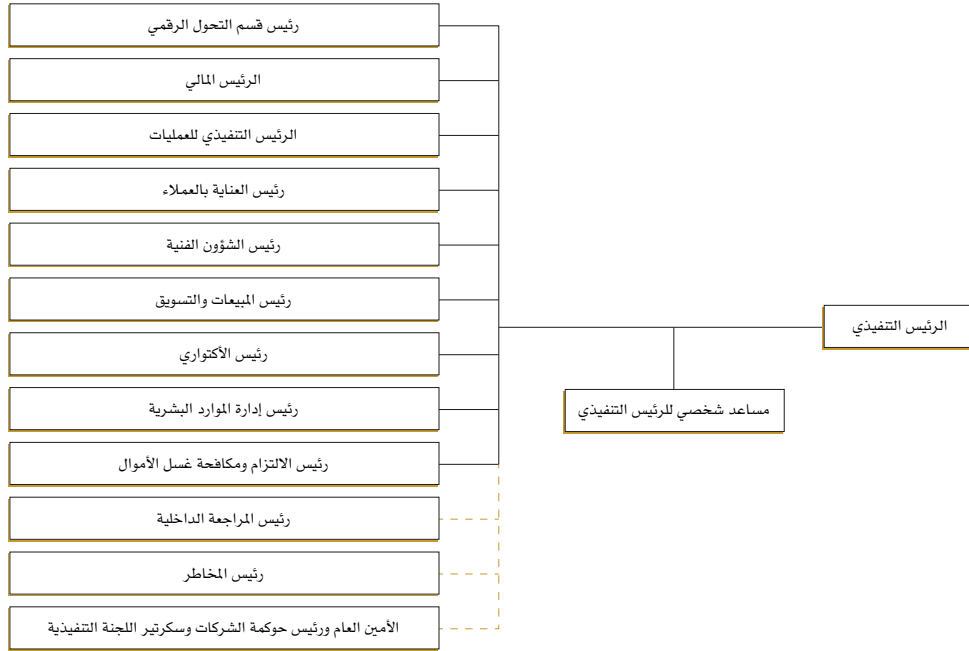 رئيس قسم التحول الرقمي
الرئيس المالي
الرئيس التنفيذي للعمليات
رئيس العناية بالعملاء
رئيس الشؤون الفنية
رئيس المبيعات والتسويق
الرئيس التنفيذي
رئيس الأكتواري
رئيس إدارة الموارد البشرية
مساعد شخصي للرئيس التنفيذي
رئيس الالتزام ومكافحة غسل الأموال
رئيس المراجعة الداخلية
رئيس المخاطر
الأمين العام ورئيس حوكمة الشركات وسكرتير اللجنة التنفيذية